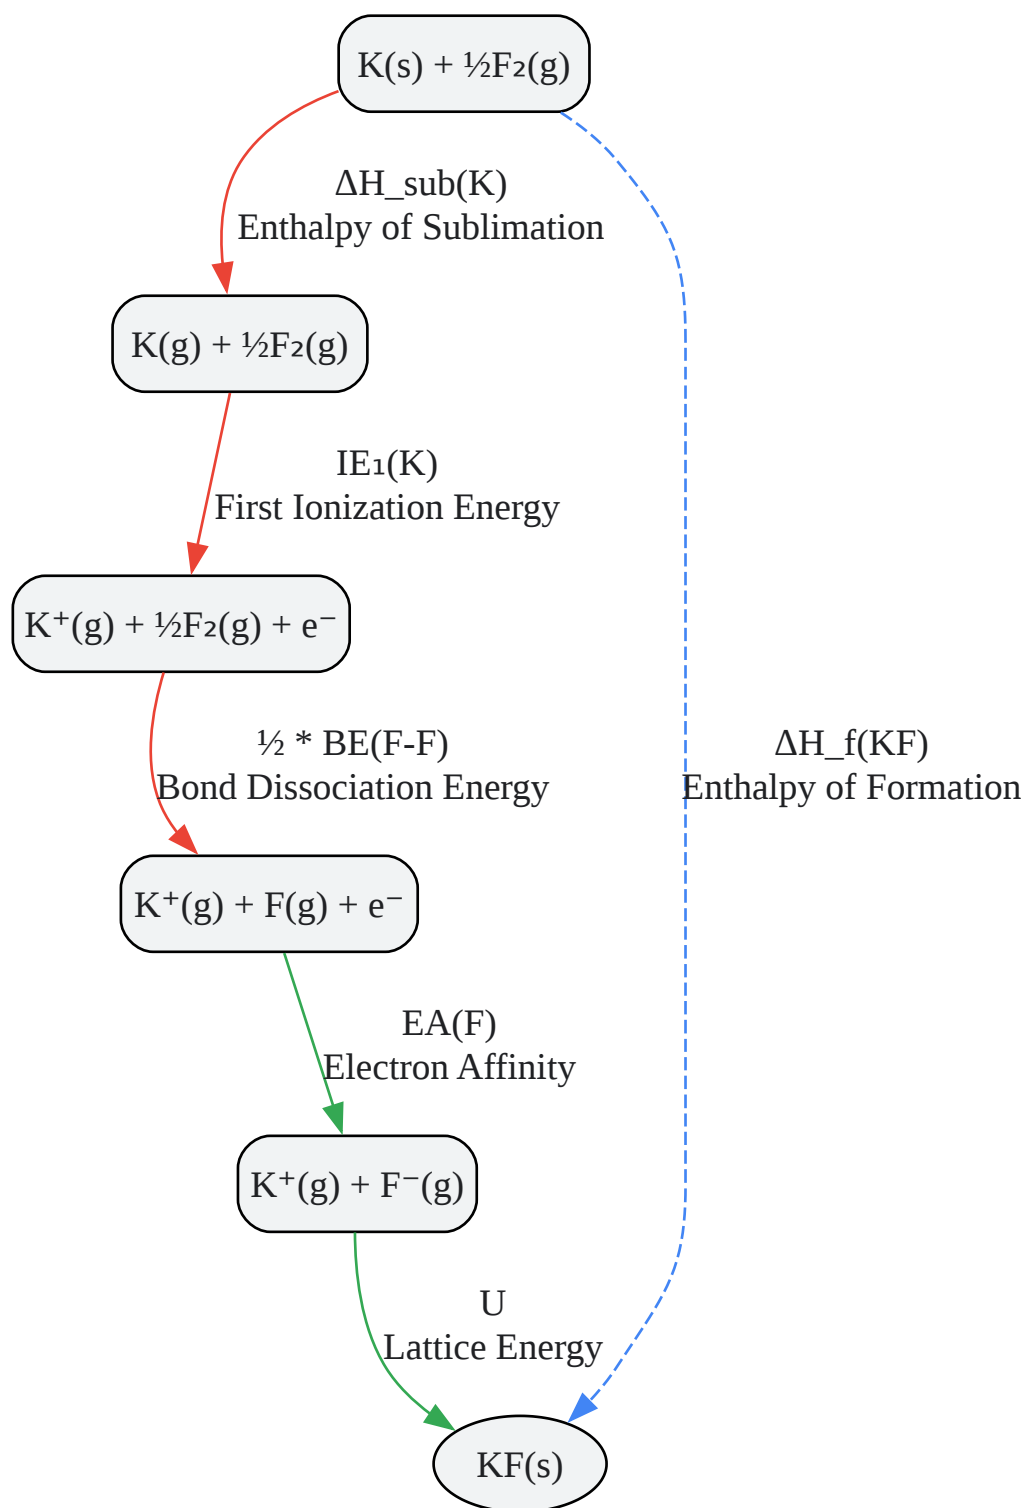 K(s) + ½F₂(g)
ΔH_sub(K)
Enthalpy of Sublimation
K(g) + ½F₂(g)
IE₁(K)
First Ionization Energy
K⁺(g) + ½F₂(g) + e⁻
½ * BE(F-F)
Bond Dissociation Energy
ΔH_f(KF)
Enthalpy of Formation
K⁺(g) + F(g) + e⁻
EA(F)
Electron Affinity
K⁺(g) + F⁻(g)
U
Lattice Energy
KF(s)